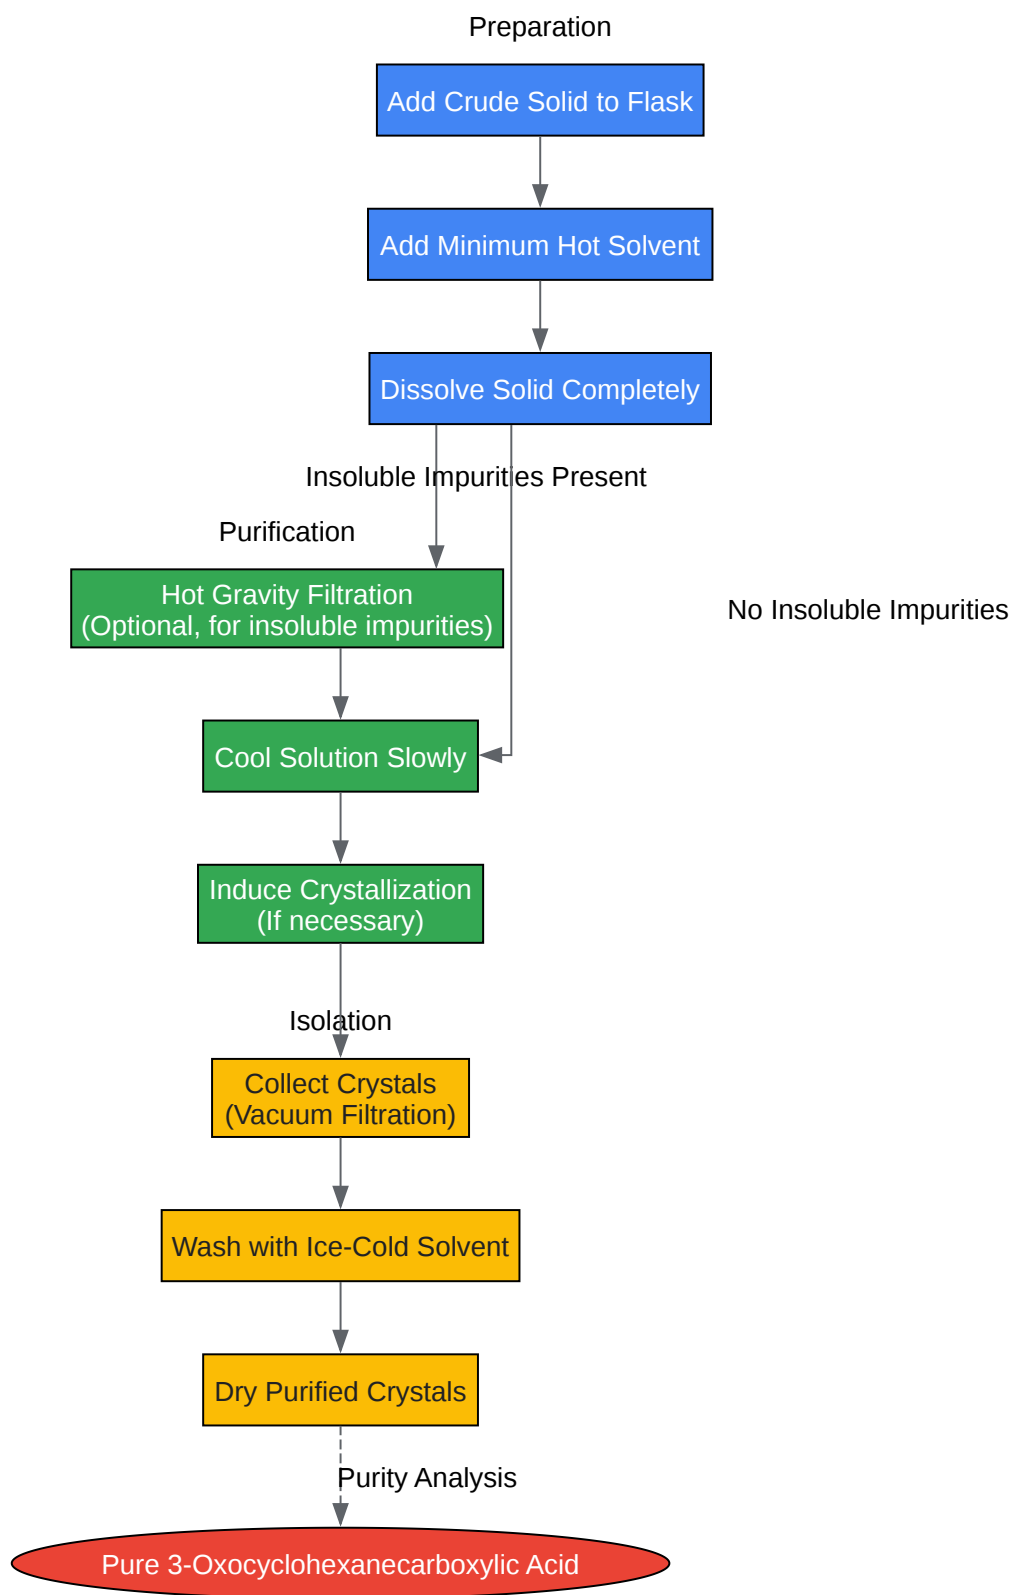 Preparation
Add Crude Solid to Flask
Add Minimum Hot Solvent
Dissolve Solid Completely
Insoluble Impurities Present
Purification
Hot Gravity Filtration
(Optional, for insoluble impurities)
No Insoluble Impurities
Cool Solution Slowly
Induce Crystallization
(If necessary)
Isolation
Collect Crystals
(Vacuum Filtration)
Wash with Ice-Cold Solvent
Dry Purified Crystals
Purity Analysis
Pure 3-Oxocyclohexanecarboxylic Acid